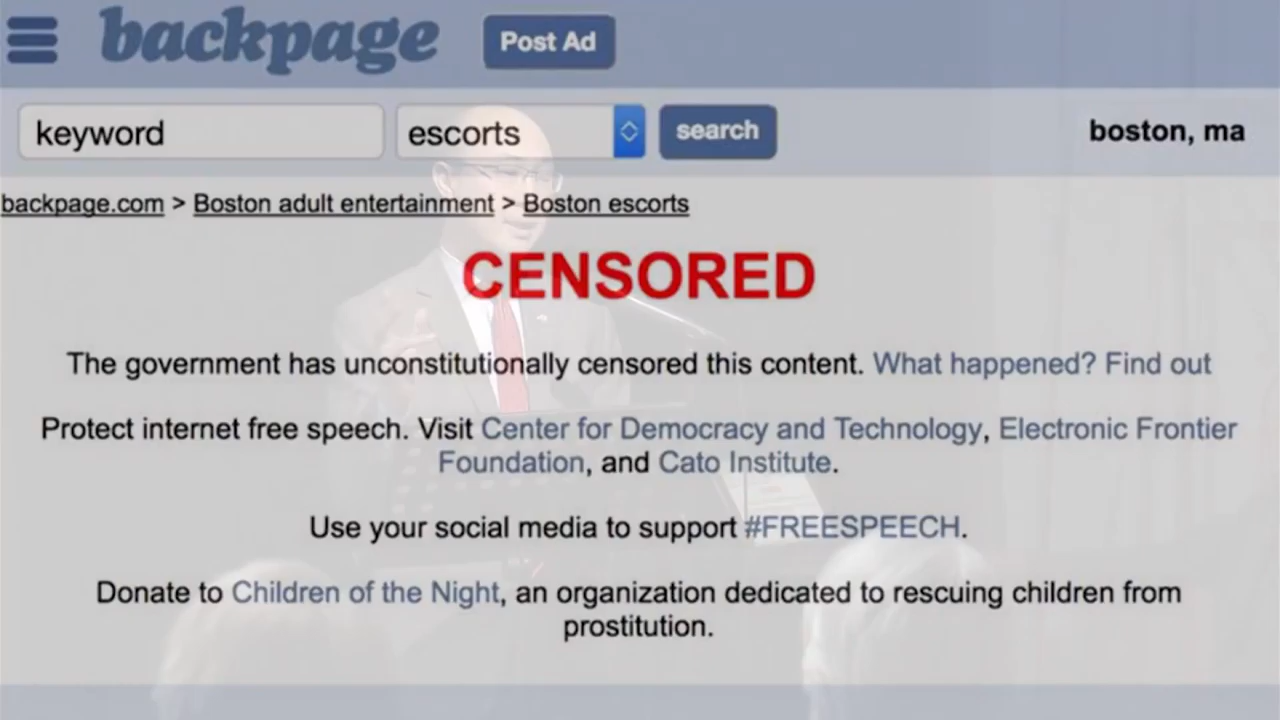 backpage
Post Ad
keyword
escorts
search
boston, ma
backpage.com > Boston adult entertainment > Boston escorts
CENSORED
The government has unconstitutionally censored this content. What happened? Find out
Protect internet free speech. Visit Center for Democracy and Technology, Electronic Frontier
Foundation, and Cato Institute.
Use your social media to support #FREESPEECH.
Donate to Children of the Night, an organization dedicated to rescuing children from
prostitution.